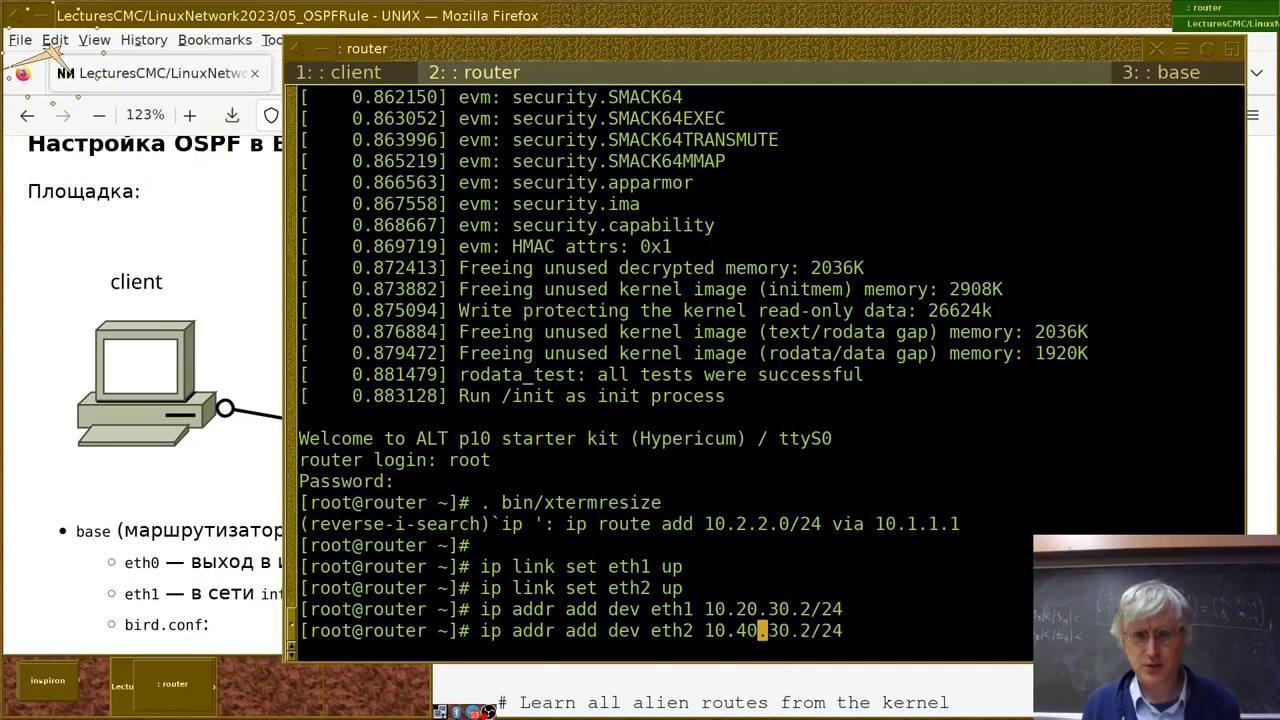 LecturesCMC/LinuxNetwork2023/05_OSPFRule - UNИX — Mozilla Firefox
: router
LecturesCMC/LinuxN
File Edit View History Bookmarks Too
: router
LecturesCMC/LinuxNetwo
1: : client 2: : router 3: : base
123%
Настройка OSPF в B
Площадка:
client
base (маршрутизатор
eth0 — выход в и
eth1 — в сети int
bird.conf:
[ 0.862150] evm: security.SMACK64
[ 0.863052] evm: security.SMACK64EXEC
[ 0.863996] evm: security.SMACK64TRANSMUTE
[ 0.865219] evm: security.SMACK64MMAP
[ 0.866563] evm: security.apparmor
[ 0.867558] evm: security.ima
[ 0.868667] evm: security.capability
[ 0.869719] evm: HMAC attrs: 0x1
[ 0.872413] Freeing unused decrypted memory: 2036K
[ 0.873882] Freeing unused kernel image (initmem) memory: 2908K
[ 0.875094] Write protecting the kernel read-only data: 26624k
[ 0.876884] Freeing unused kernel image (text/rodata gap) memory: 2036K
[ 0.879472] Freeing unused kernel image (rodata/data gap) memory: 1920K
[ 0.881479] rodata_test: all tests were successful
[ 0.883128] Run /init as init process
Welcome to ALT p10 starter kit (Hypericum) / ttyS0
router login: root
Password:
[root@router ~]# . bin/xtermresize
(reverse-i-search)`ip ': ip route add 10.2.2.0/24 via 10.1.1.1
[root@router ~]#
[root@router ~]# ip link set eth1 up
[root@router ~]# ip link set eth2 up
[root@router ~]# ip addr add dev eth1 10.20.30.2/24
[root@router ~]# ip addr add dev eth2 10.40.30.2/24
# Learn all alien routes from the kernel
inspiron
Lectu
: router